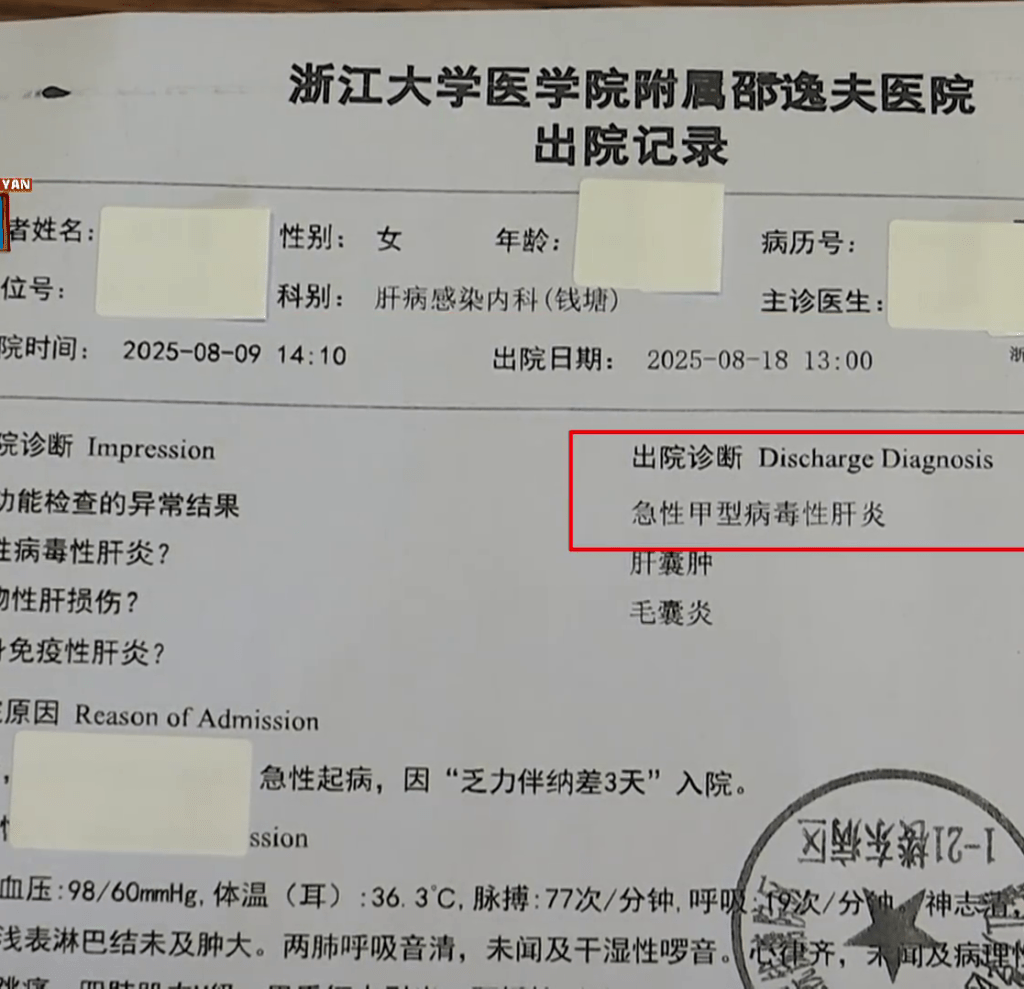 浙江大学医学院附属邵逸夫医院
出院记录
YAN
者姓名: 性别: 女 年龄: 病历号:
位号: 科别: 肝病感染内科(钱塘) 主诊医生:
院时间: 2025-08-09 14:10 出院日期: 2025-08-18 13:00 浙
院诊断 Impression 出院诊断 Discharge Diagnosis
功能检查的异常结果 急性甲型病毒性肝炎
性病毒性肝炎? 肝囊肿
物性肝损伤? 毛囊炎
身免疫性肝炎?
原因 Reason of Admission
, 急性起病, 因“乏力伴纳差3天”入院。
ssion
血压:98/60mmHg,体温(耳):36.3℃,脉搏:77次/分钟,呼吸:19次/分钟。神志清,
浅表淋巴结未及肿大。两肺呼吸音清, 未闻及干湿性啰音。心律齐, 未闻及病理性
1-21楼东病区